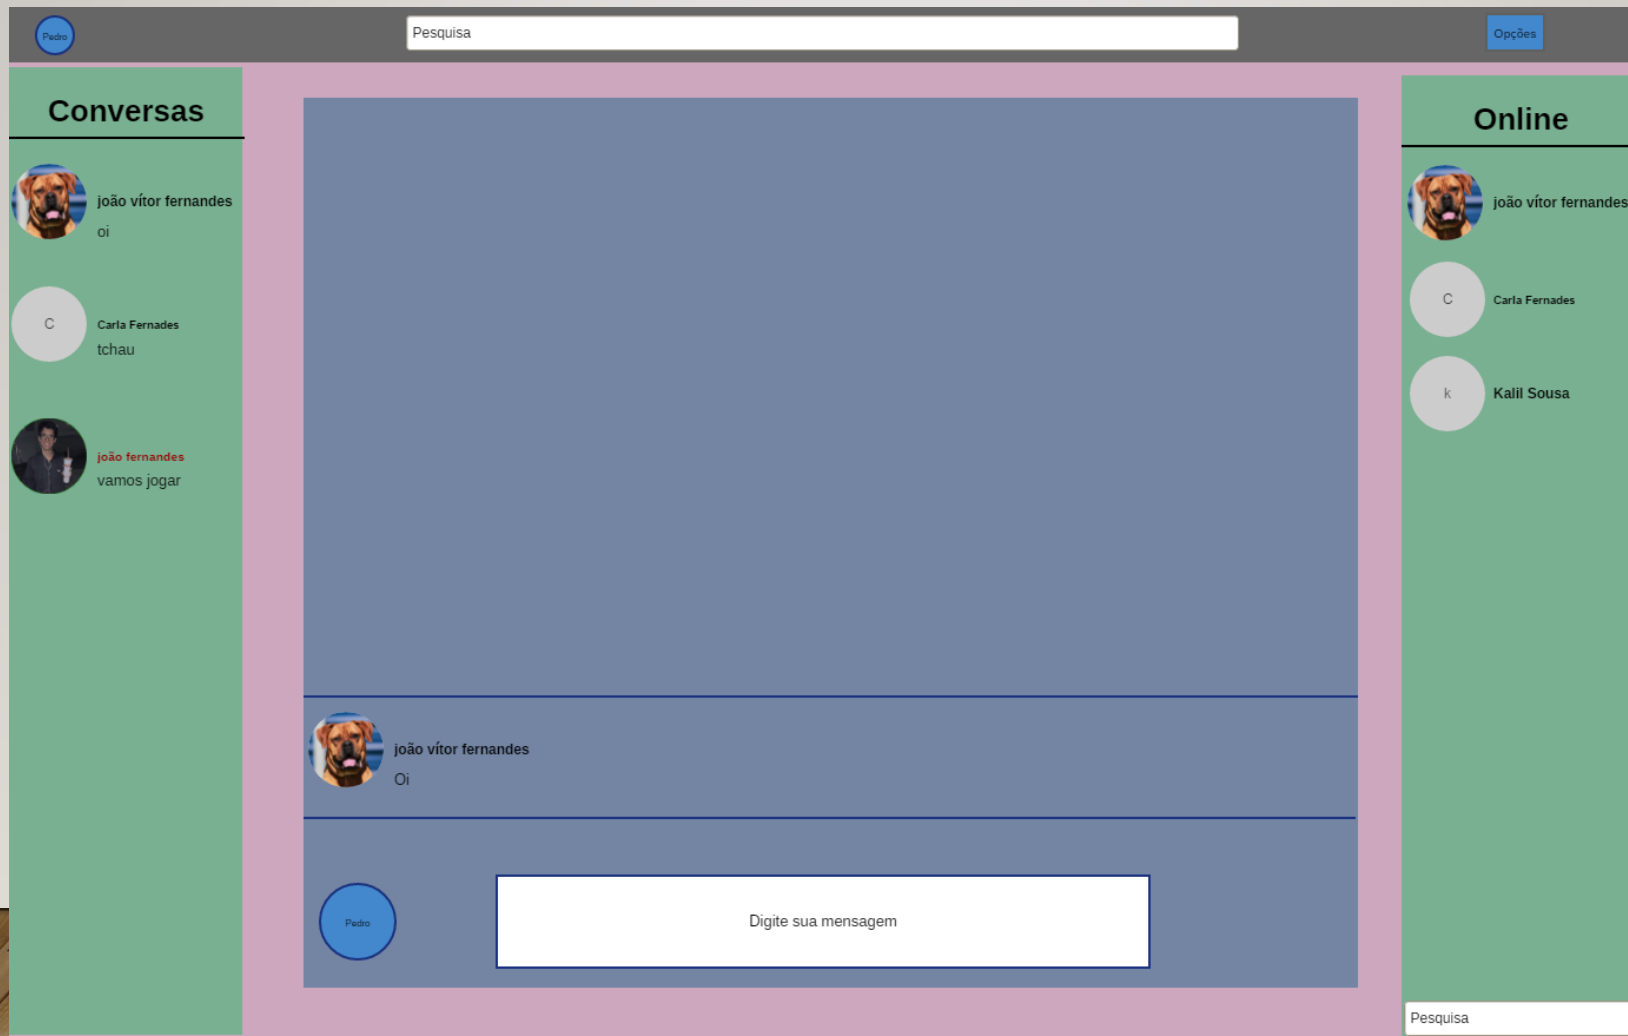 Pedro
Pesquisa
Opções
Conversas
joão vítor fernandes
oi
C
Carla Fernades
tchau
joão fernandes
vamos jogar
joão vítor fernandes
Oi
Pedro
Digite sua mensagem
Online
joão vítor fernandes
C
Carla Fernades
k
Kalil Sousa
Pesquisa